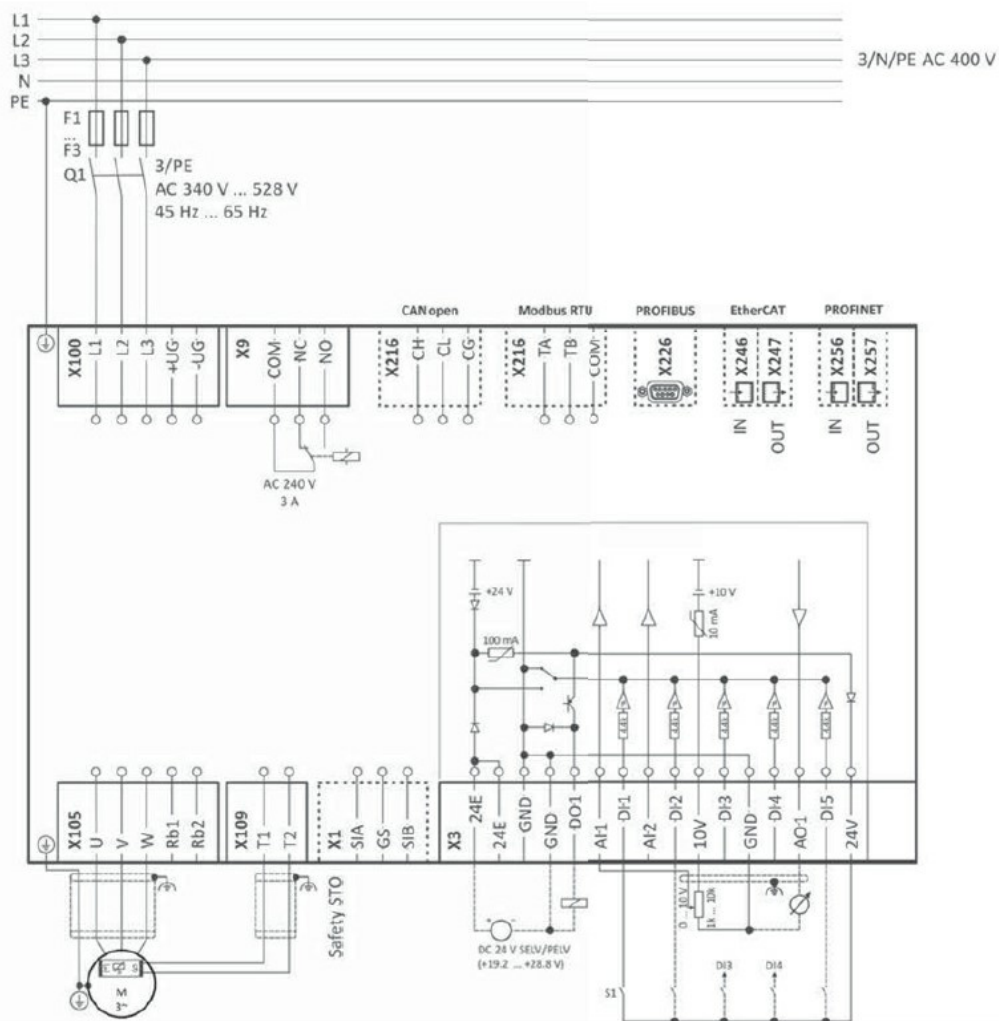 L1
L2
L3
N
PE
3/N/PE AC 400 V
F1
...
F3
Q1
3/PE
AC 340 V ... 528 V
45 Hz ... 65 Hz
CANopen
Modbus RTU
PROFIBUS
EtherCAT
PROFINET
X100
L1
L2
L3
+UG
-UG
X9
COM
NC
NO
X216
CH
CL
CG
X216
TA
TB
COM
X226
X246
X247
X256
X257
IN
OUT
IN
OUT
AC 240 V
3 A
+24 V
100 mA
+10 V
10 mA
X105
U
V
W
Rb1
Rb2
X109
T1
T2
X1
SIA
GS
SIB
X3
24E
24E
GND
GND
DO1
AI1
DI1
AI2
DI2
10V
DI3
GND
DI4
AO1
DI5
24V
Safety STO
DC 24 V SELV/PELV
(+19.2 ... +28.8 V)
0 ... 10 V
1k ... 10k
S1
DI3
DI4
M
3~